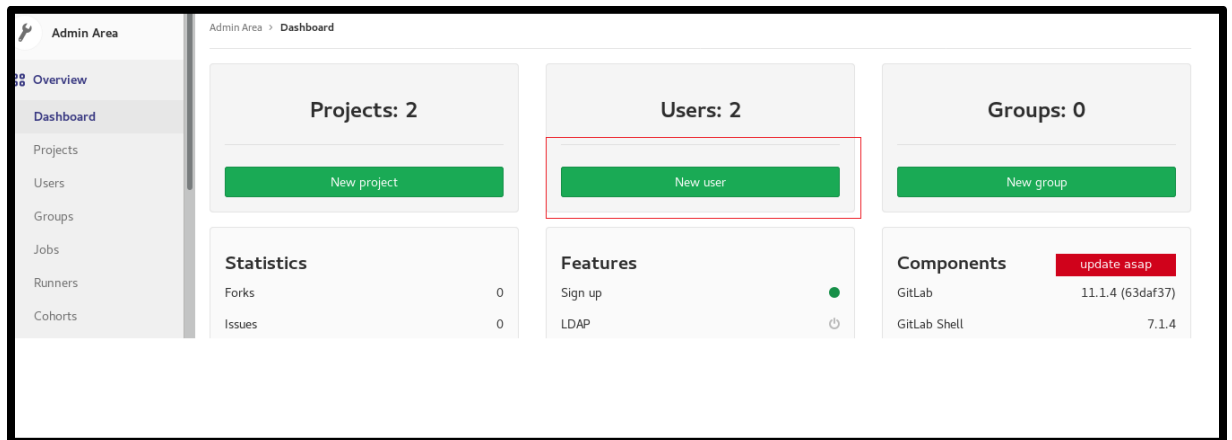 Admin Area
Overview
Dashboard
Projects
Users
Groups
Jobs
Runners
Cohorts
Admin Area > Dashboard
Projects: 2
New project
Users: 2
New user
Groups: 0
New group
Statistics
Forks 0
Issues 0
Features
Sign up
LDAP
Components update asap
GitLab 11.1.4 (63daf37)
GitLab Shell 7.1.4